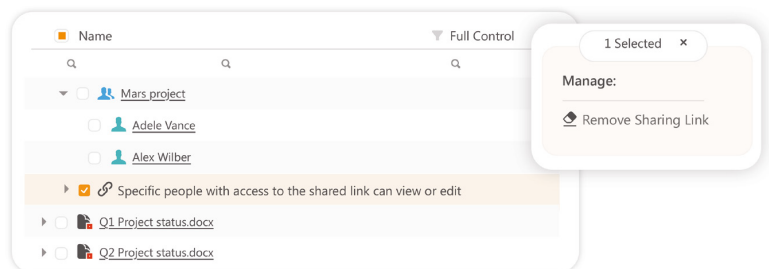 Name
Full Control
1 Selected ×
Manage:
Remove Sharing Link
Mars project
Adele Vance
Alex Wilber
Specific people with access to the shared link can view or edit
Q1 Project status.docx
Q2 Project status.docx